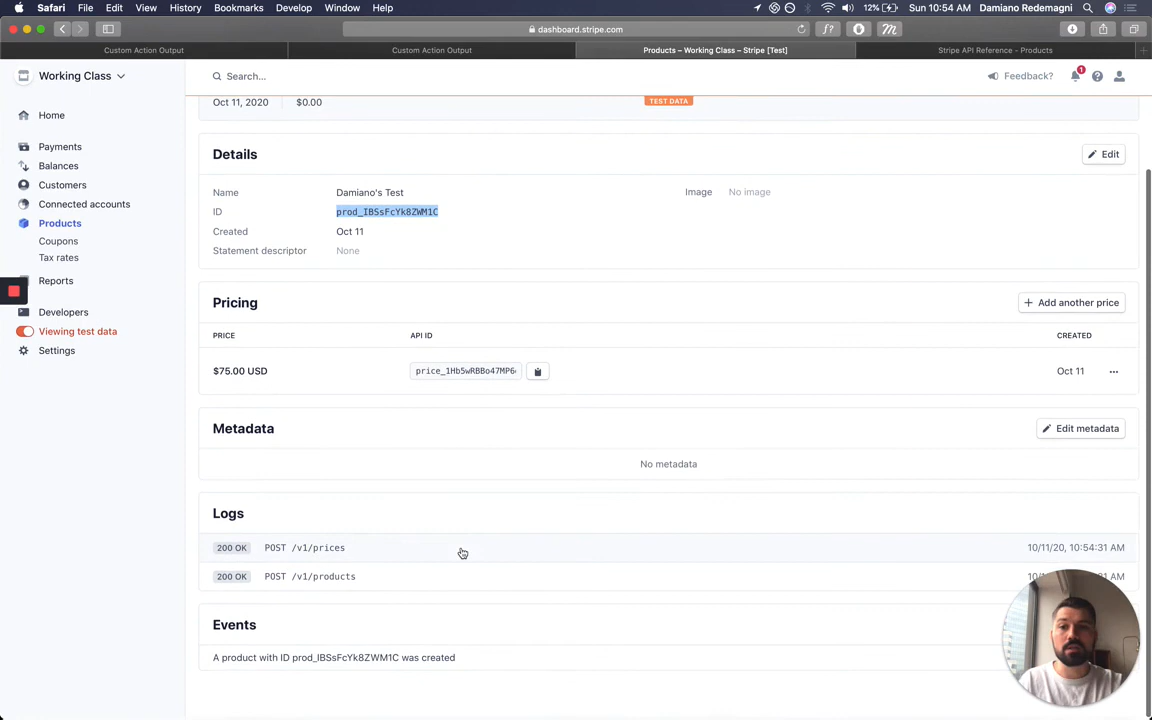 Safari File Edit View History Bookmarks Develop Window Help 12% Sun 10:54 AM Damiano Redemagni
dashboard.stripe.com f?
Custom Action Output Custom Action Output Products – Working Class – Stripe [Test] Stripe API Reference – Products
Working Class Search... Feedback? 1
Oct 11, 2020 $0.00 TEST DATA
Home
Payments
Balances
Customers
Connected accounts
Products
Coupons
Tax rates
Reports
Developers
Viewing test data
Settings
Details Edit
Name Damiano's Test Image No image
ID prod_IBSsFcYk8ZWM1C
Created Oct 11
Statement descriptor None
Pricing + Add another price
PRICE API ID CREATED
$75.00 USD price_1Hb5wRBBo47MP6 Oct 11 ...
Metadata Edit metadata
No metadata
Logs
200 OK POST /v1/prices 10/11/20, 10:54:31 AM
200 OK POST /v1/products AM
Events
A product with ID prod_IBSsFcYk8ZWM1C was created